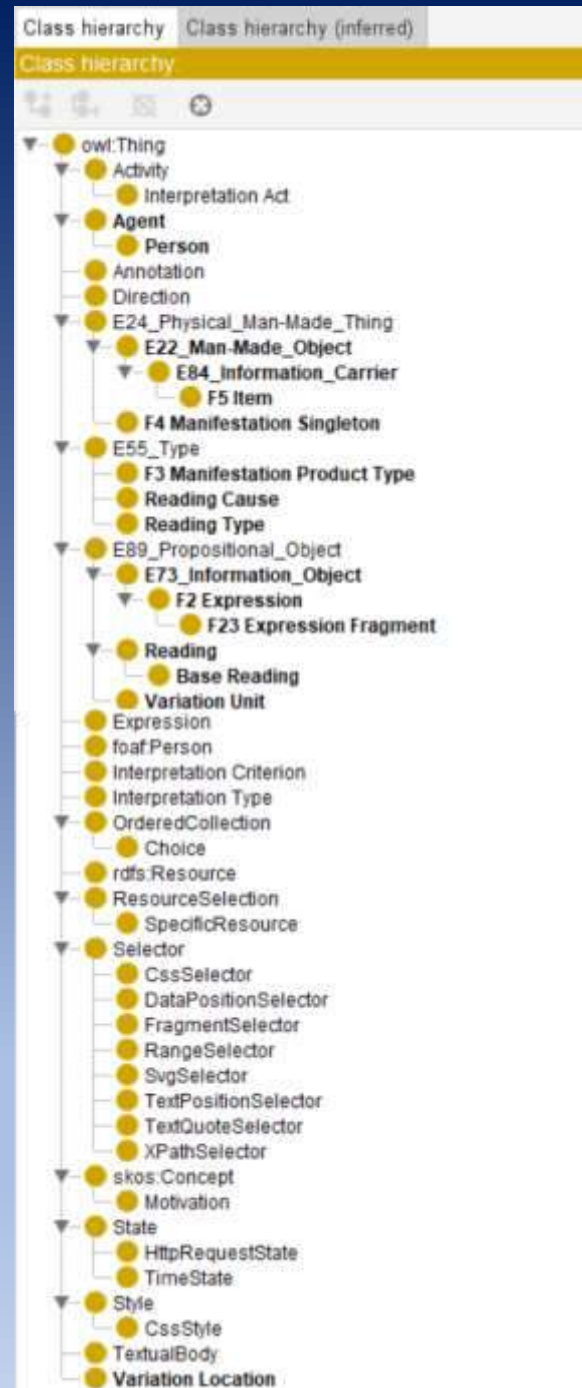 Class hierarchy Class hierarchy (inferred)
Class hierarchy
owl:Thing
Activity
Interpretation Act
Agent
Person
Annotation
Direction
E24_Physical_Man-Made_Thing
E22_Man-Made_Object
E84_Information_Carrier
F5 Item
F4 Manifestation Singleton
E55_Type
F3 Manifestation Product Type
Reading Cause
Reading Type
E89_Propositional_Object
E73_Information_Object
F2 Expression
F23 Expression Fragment
Reading
Base Reading
Variation Unit
Expression
foaf:Person
Interpretation Criterion
Interpretation Type
OrderedCollection
Choice
rdfs:Resource
ResourceSelection
SpecificResource
Selector
CssSelector
DataPositionSelector
FragmentSelector
RangeSelector
SvgSelector
TextPositionSelector
TextQuoteSelector
XPathSelector
skos:Concept
Motivation
State
HttpRequestState
TimeState
Style
CssStyle
TextualBody
Variation Location